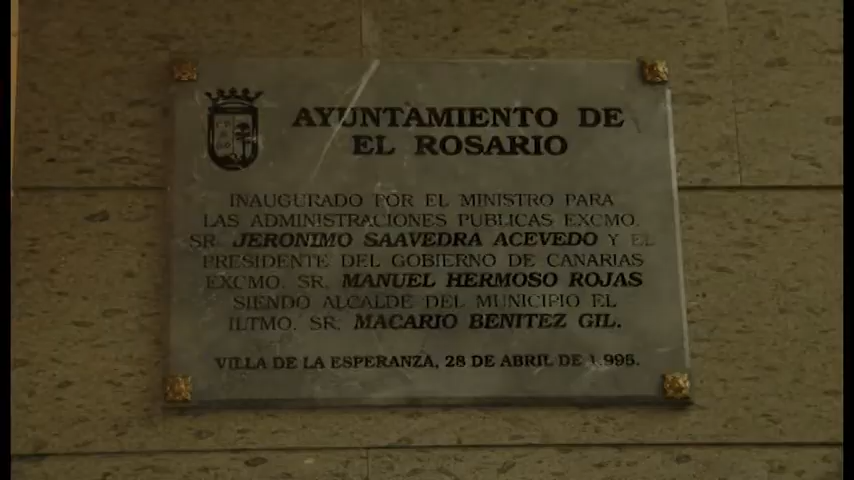 AYUNTAMIENTO DE
EL ROSARIO
INAUGURADO POR EL MINISTRO PARA
LAS ADMINISTRACIONES PUBLICAS EXCMO.
SR. JERONIMO SAAVEDRA ACEVEDO Y EL
PRESIDENTE DEL GOBIERNO DE CANARIAS
EXCMO. SR. MANUEL HERMOSO ROJAS
SIENDO ALCALDE DEL MUNICIPIO EL
ILTMO. SR. MACARIO BENITEZ GIL.
VILLA DE LA ESPERANZA, 28 DE ABRIL DE 1.995.